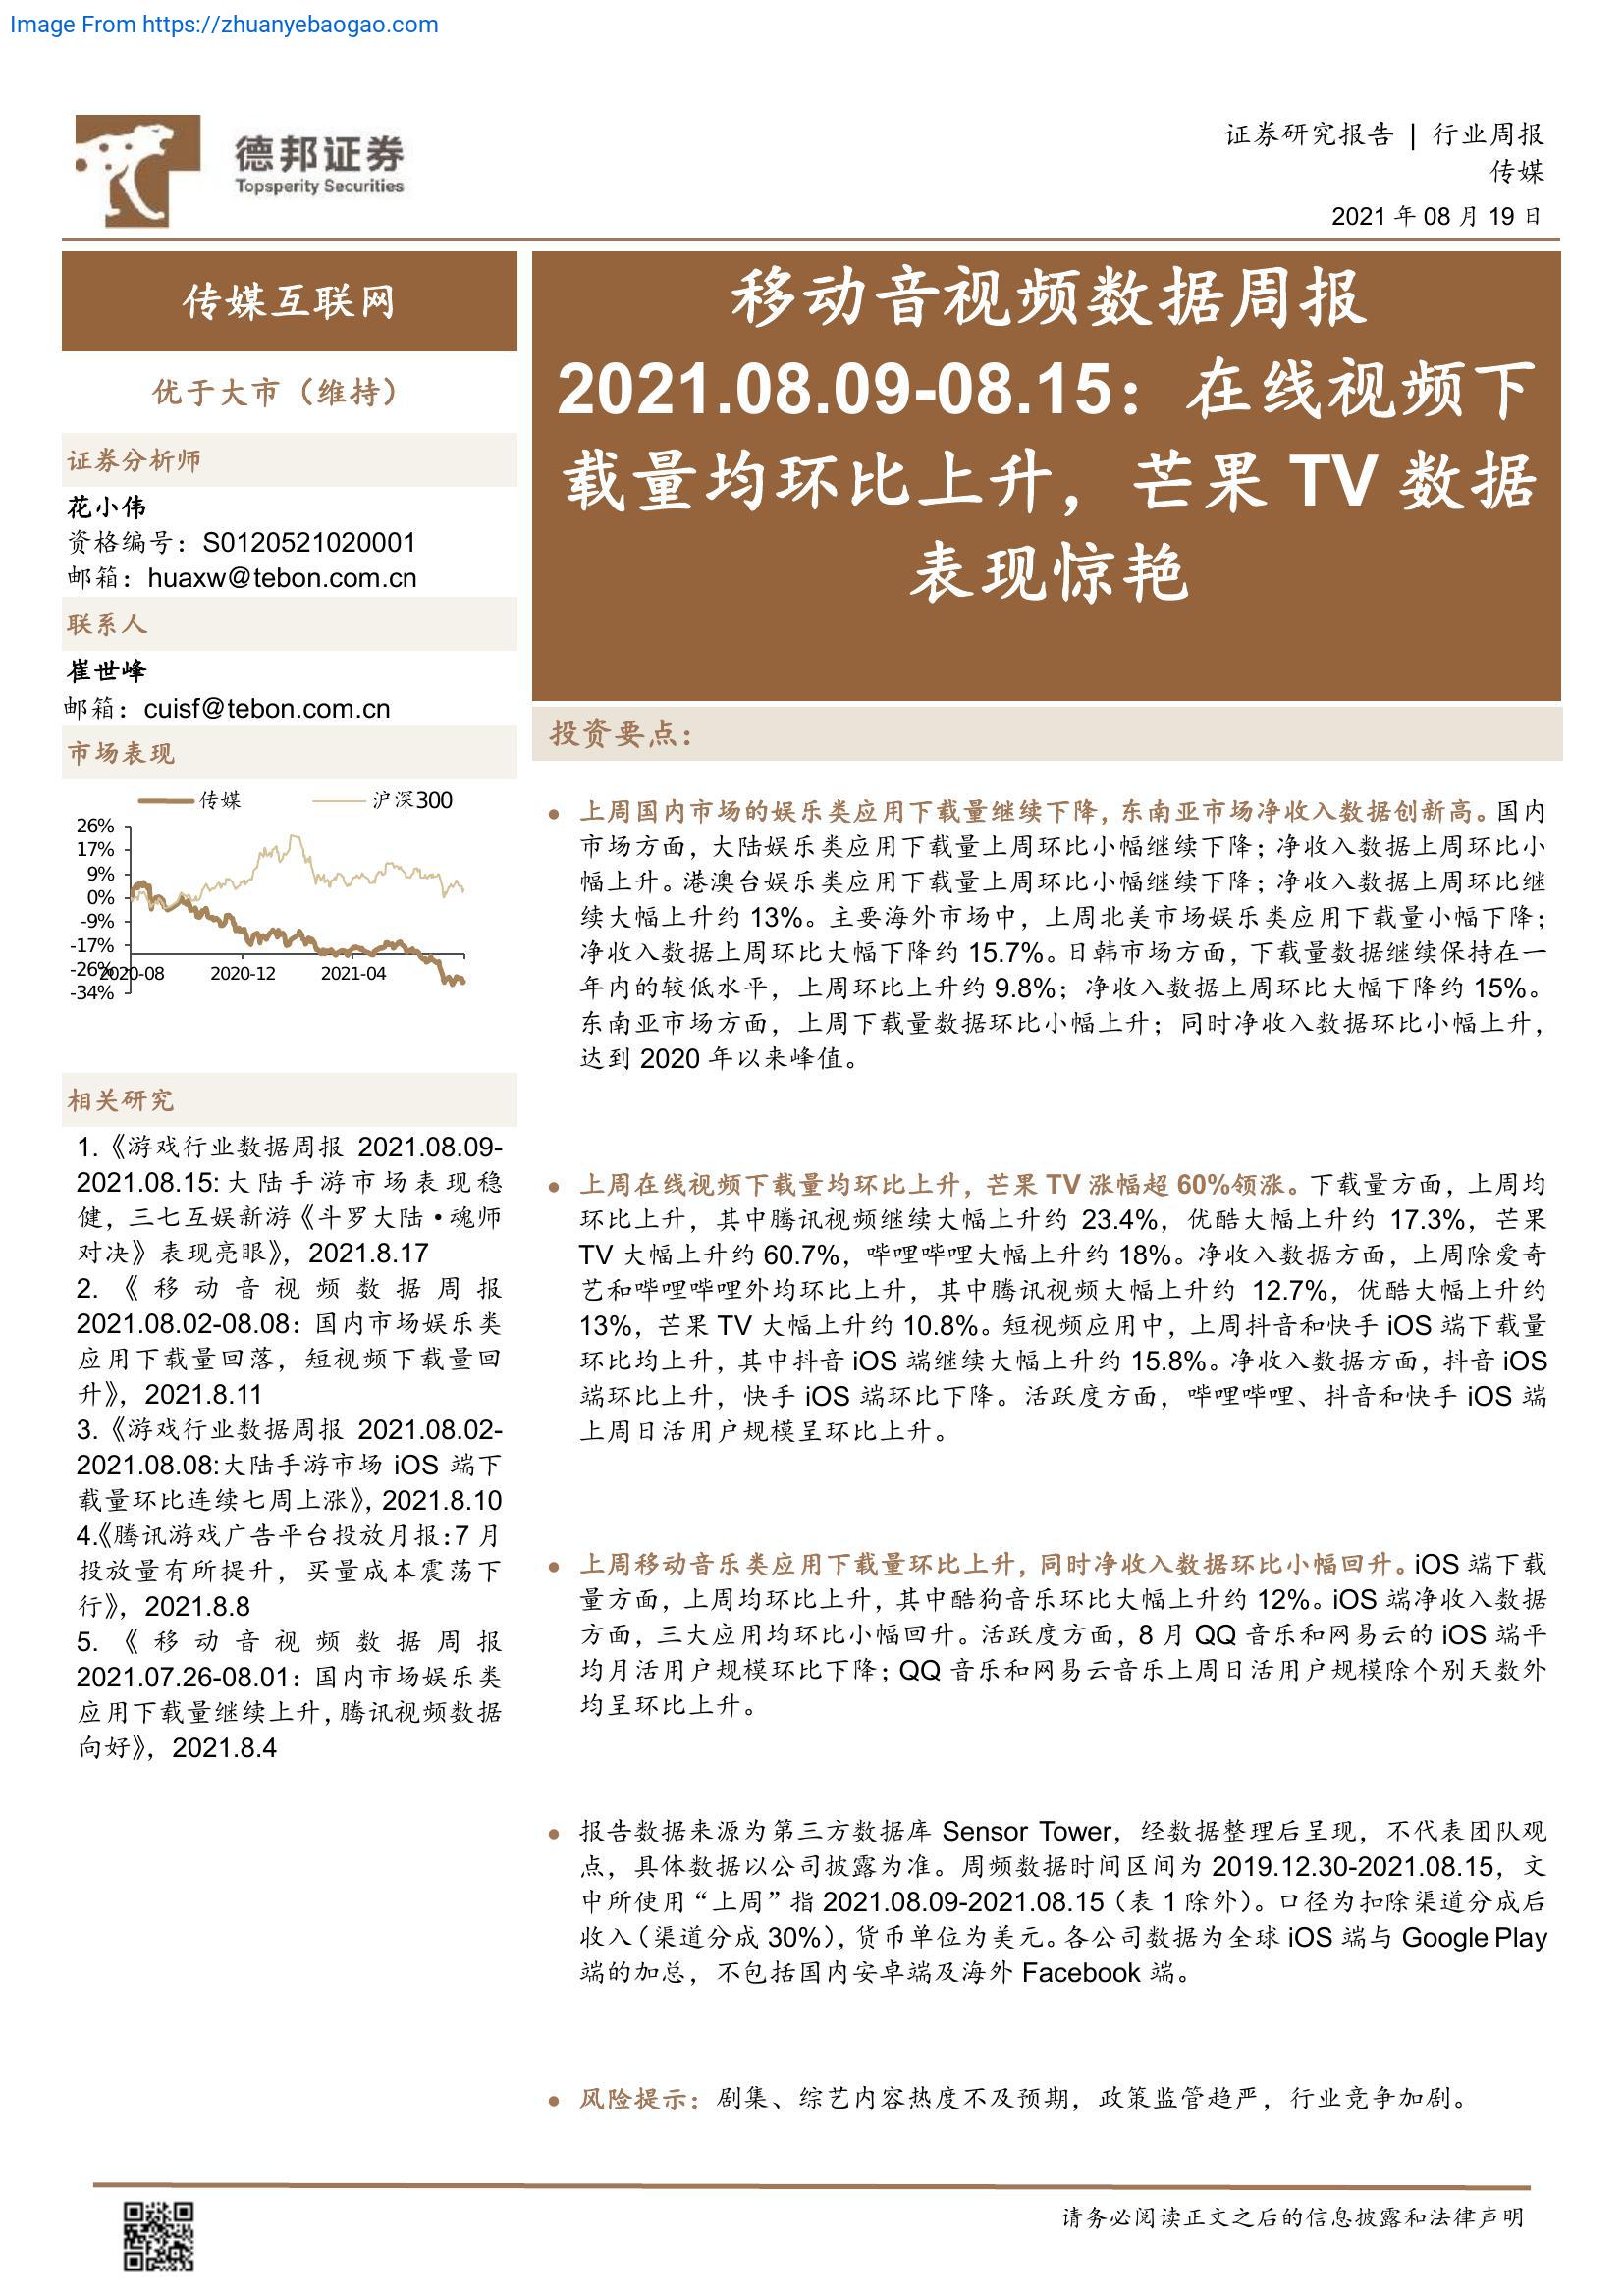 Image From https://zhuanyebaogao.com
德邦证券
Topsperity Securities
证券研究报告 | 行业周报
传媒
2021 年 08 月 19 日
传媒互联网
优于大市（维持）
证券分析师
花小伟
资格编号：S0120521020001
邮箱：huaxw@tebon.com.cn
联系人
崔世峰
邮箱：cuisf@tebon.com.cn
市场表现
传媒 沪深300
26%
17%
9%
0%
-9%
-17%
-26%
-34%
2020-08 2020-12 2021-04
相关研究
1.《游戏行业数据周报 2021.08.09-
2021.08.15:大陆手游市场表现稳
健，三七互娱新游《斗罗大陆·魂师
对决》表现亮眼》，2021.8.17
2.《移动音视频数据周报
2021.08.02-08.08：国内市场娱乐类
应用下载量回落，短视频下载量回
升》，2021.8.11
3.《游戏行业数据周报 2021.08.02-
2021.08.08:大陆手游市场 iOS 端下
载量环比连续七周上涨》，2021.8.10
4.《腾讯游戏广告平台投放月报：7 月
投放量有所提升，买量成本震荡下
行》，2021.8.8
5.《移动音视频数据周报
2021.07.26-08.01：国内市场娱乐类
应用下载量继续上升，腾讯视频数据
向好》，2021.8.4
移动音视频数据周报
2021.08.09-08.15：在线视频下
载量均环比上升，芒果 TV 数据
表现惊艳
投资要点：
● 上周国内市场的娱乐类应用下载量继续下降，东南亚市场净收入数据创新高。国内
市场方面，大陆娱乐类应用下载量上周环比小幅继续下降；净收入数据上周环比小
幅上升。港澳台娱乐类应用下载量上周环比小幅继续下降；净收入数据上周环比继
续大幅上升约 13%。主要海外市场中，上周北美市场娱乐类应用下载量小幅下降；
净收入数据上周环比大幅下降约 15.7%。日韩市场方面，下载量数据继续保持在一
年内的较低水平，上周环比上升约 9.8%；净收入数据上周环比大幅下降约 15%。
东南亚市场方面，上周下载量数据环比小幅上升；同时净收入数据环比小幅上升，
达到 2020 年以来峰值。
● 上周在线视频下载量均环比上升，芒果 TV 涨幅超 60%领涨。下载量方面，上周均
环比上升，其中腾讯视频继续大幅上升约 23.4%，优酷大幅上升约 17.3%，芒果
TV 大幅上升约 60.7%，哔哩哔哩大幅上升约 18%。净收入数据方面，上周除爱奇
艺和哔哩哔哩外均环比上升，其中腾讯视频大幅上升约 12.7%，优酷大幅上升约
13%，芒果 TV 大幅上升约 10.8%。短视频应用中，上周抖音和快手 iOS 端下载量
环比均上升，其中抖音 iOS 端继续大幅上升约 15.8%。净收入数据方面，抖音 iOS
端环比上升，快手 iOS 端环比下降。活跃度方面，哔哩哔哩、抖音和快手 iOS 端
上周日活用户规模呈环比上升。
● 上周移动音乐类应用下载量环比上升，同时净收入数据环比小幅回升。iOS 端下载
量方面，上周均环比上升，其中酷狗音乐环比大幅上升约 12%。iOS 端净收入数据
方面，三大应用均环比小幅回升。活跃度方面，8 月 QQ 音乐和网易云的 iOS 端平
均月活用户规模环比下降；QQ 音乐和网易云音乐上周日活用户规模除个别天数外
均呈环比上升。
● 报告数据来源为第三方数据库 Sensor Tower，经数据整理后呈现，不代表团队观
点，具体数据以公司披露为准。周频数据时间区间为 2019.12.30-2021.08.15，文
中所使用“上周”指 2021.08.09-2021.08.15（表 1 除外）。口径为扣除渠道分成后
收入（渠道分成 30%），货币单位为美元。各公司数据为全球 iOS 端与 Google Play
端的加总，不包括国内安卓端及海外 Facebook 端。
● 风险提示：剧集、综艺内容热度不及预期，政策监管趋严，行业竞争加剧。
请务必阅读正文之后的信息披露和法律声明